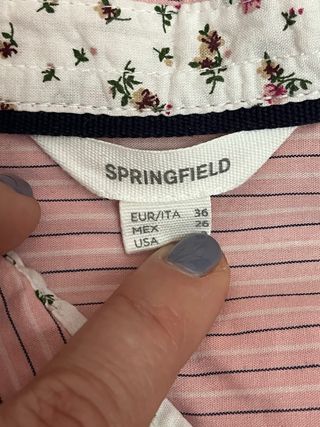 SPRINGFIELD
EUR/ITA 36
MEX 26
USA